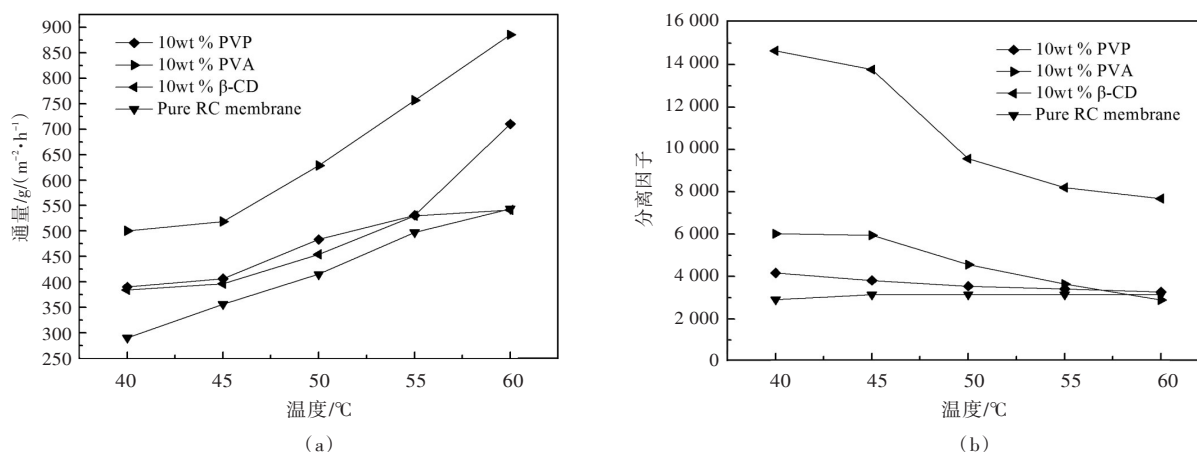 900
850
800
750
700
650
600
550
500
450
400
350
300
250
通量/g/(m⁻²•h⁻¹)
10wt % PVP
10wt % PVA
10wt % β-CD
Pure RC membrane
40 45 50 55 60
温度/℃
(a)
16 000
14 000
12 000
10 000
8 000
6 000
4 000
2 000
0
分离因子
10wt % PVP
10wt % PVA
10wt % β-CD
Pure RC membrane
40 45 50 55 60
温度/℃
(b)